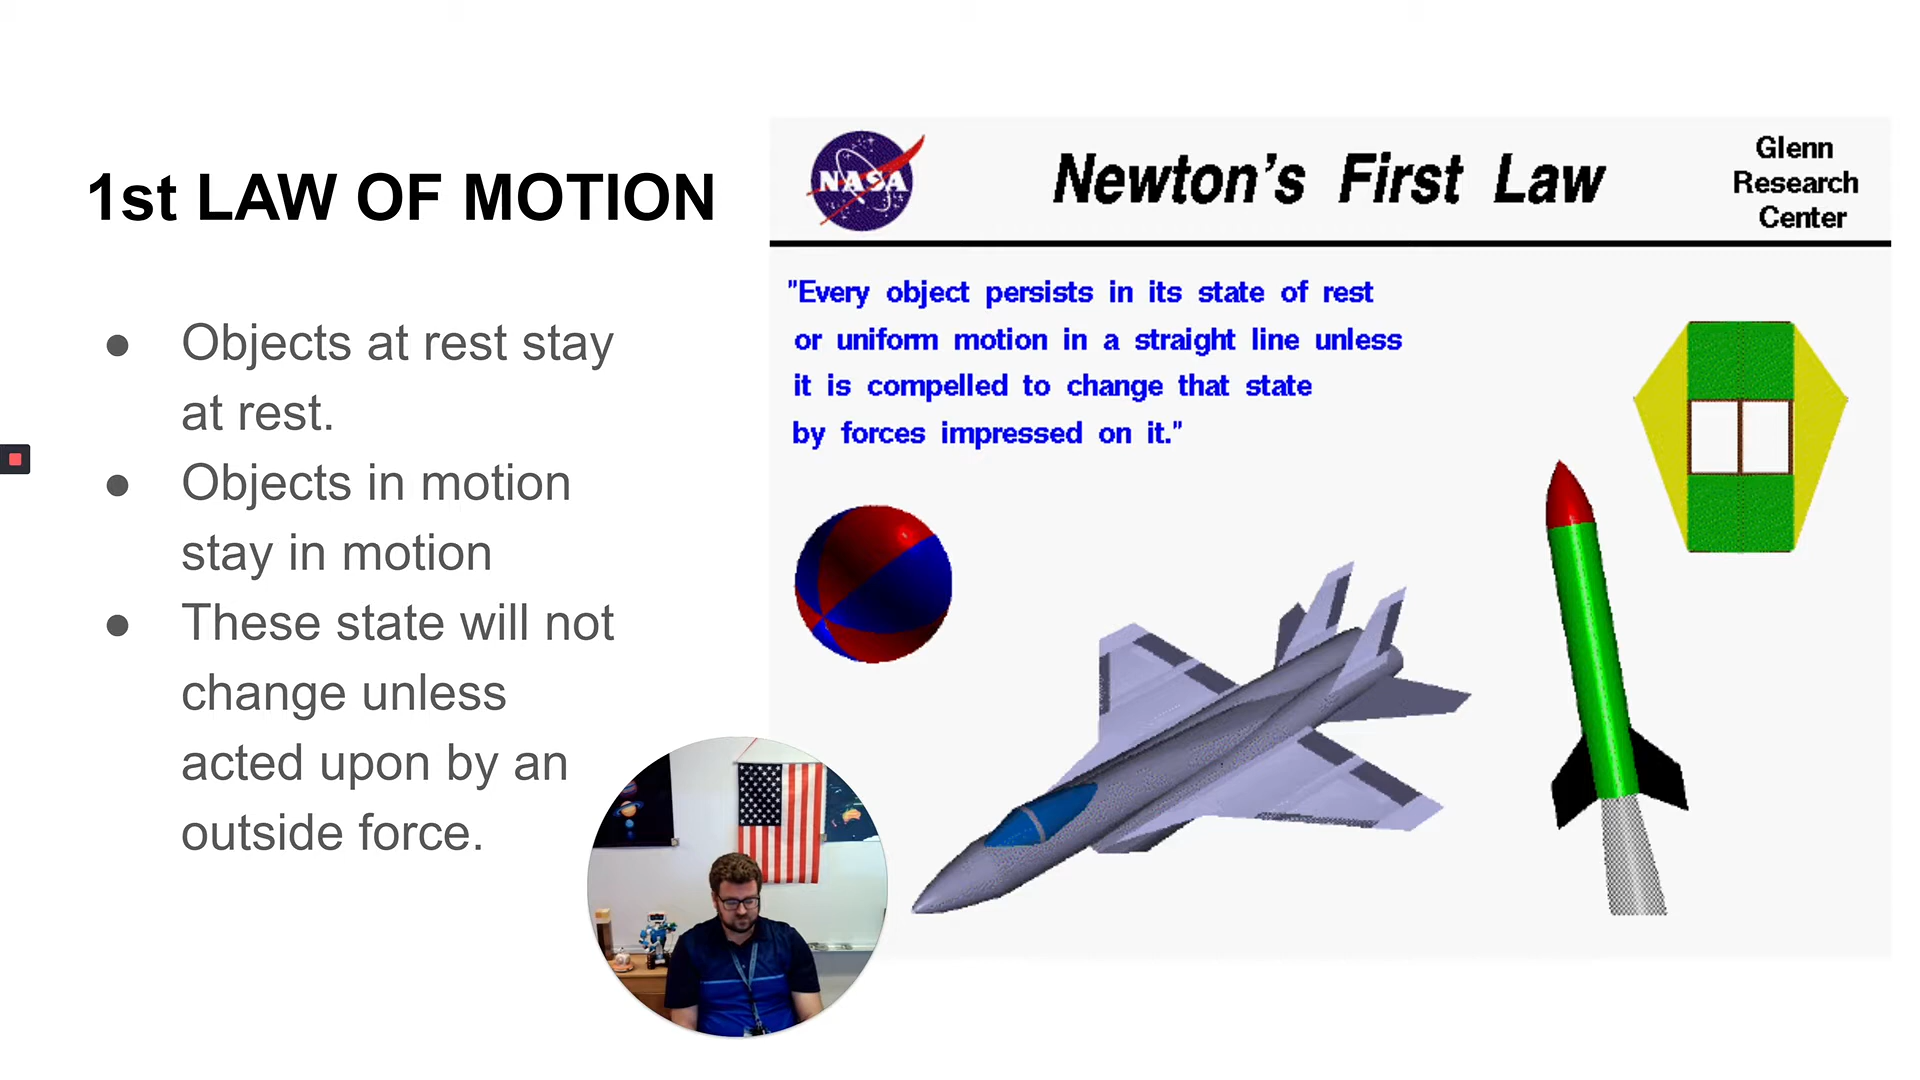 1st LAW OF MOTION
● Objects at rest stay
at rest.
● Objects in motion
stay in motion
● These state will not
change unless
acted upon by an
outside force.
NASA
Newton's First Law
Glenn
Research
Center
"Every object persists in its state of rest
or uniform motion in a straight line unless
it is compelled to change that state
by forces impressed on it."